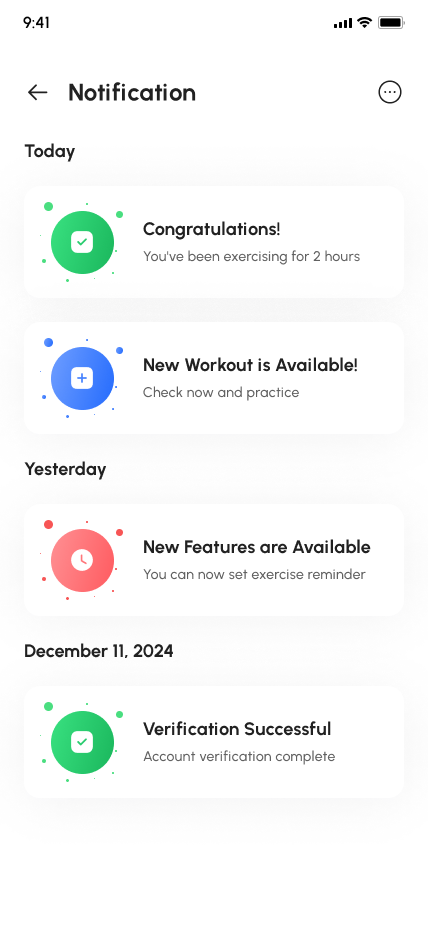 9:41
Notification
Today
Congratulations!
You've been exercising for 2 hours
New Workout is Available!
Check now and practice
Yesterday
New Features are Available
You can now set exercise reminder
December 11, 2024
Verification Successful
Account verification complete